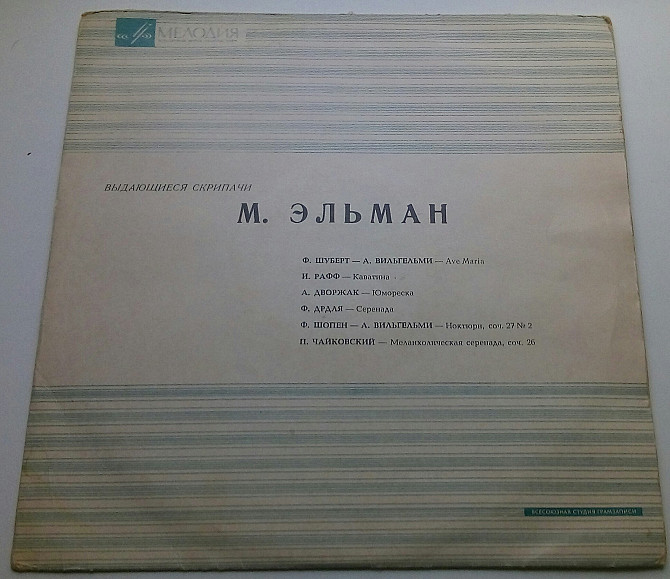 МЕЛОДИЯ
ВЫДАЮЩИЕСЯ СКРИПАЧИ
М. ЭЛЬМАН
Ф. ШУБЕРТ — А. ВИЛЬГЕЛЬМИ — Ave Maria
И. РАФФ — Каватина
А. ДВОРЖАК — Юмореска
Ф. ДРДЛЯ — Серенада
Ф. ШОПЕН — А. ВИЛЬГЕЛЬМИ — Ноктюрн, соч. 27 № 2
П. ЧАЙКОВСКИЙ — Меланхолическая серенада, соч. 26
ВСЕСОЮЗНАЯ СТУДИЯ ГРАМЗАПИСИ